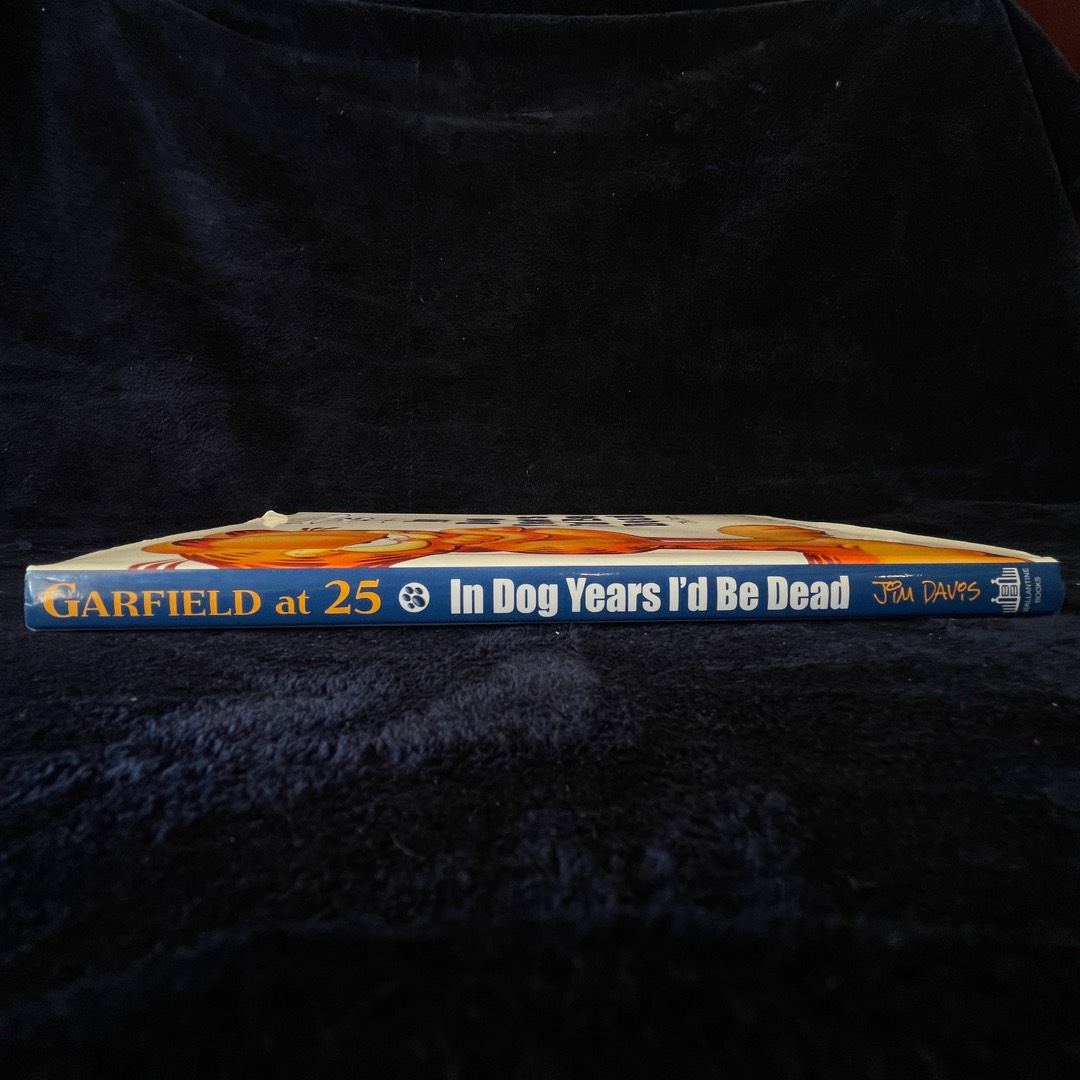 GARFIELD at 25 In Dog Years I'd Be Dead JIM DAVIS
BALLANTINE
BOOKS